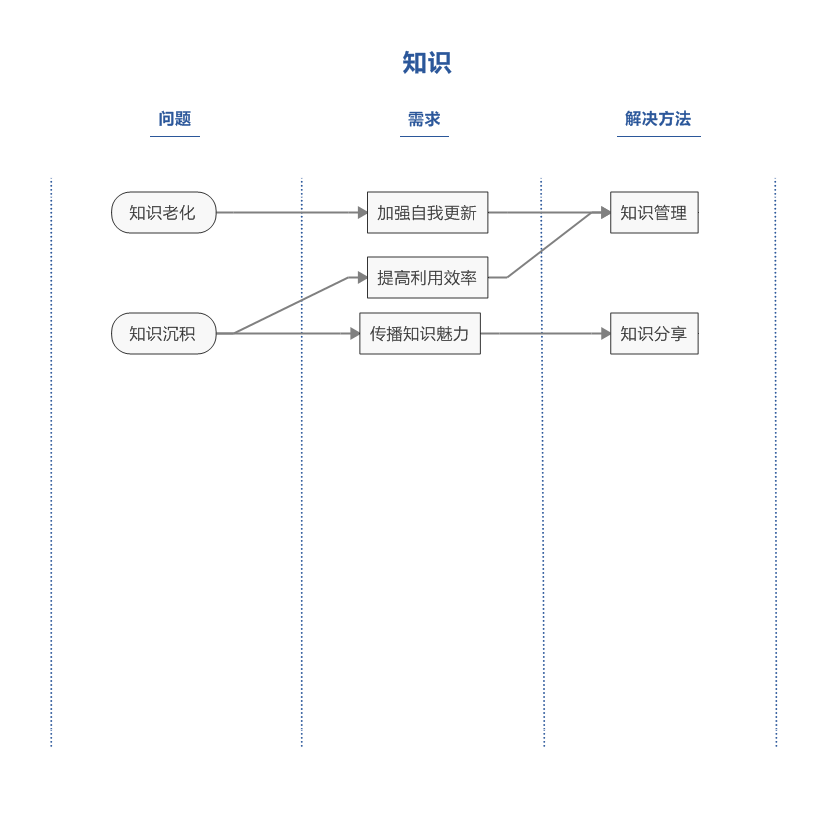 知识
问题
需求
解决方法
知识老化
加强自我更新
知识管理
提高利用效率
知识沉积
传播知识魅力
知识分享